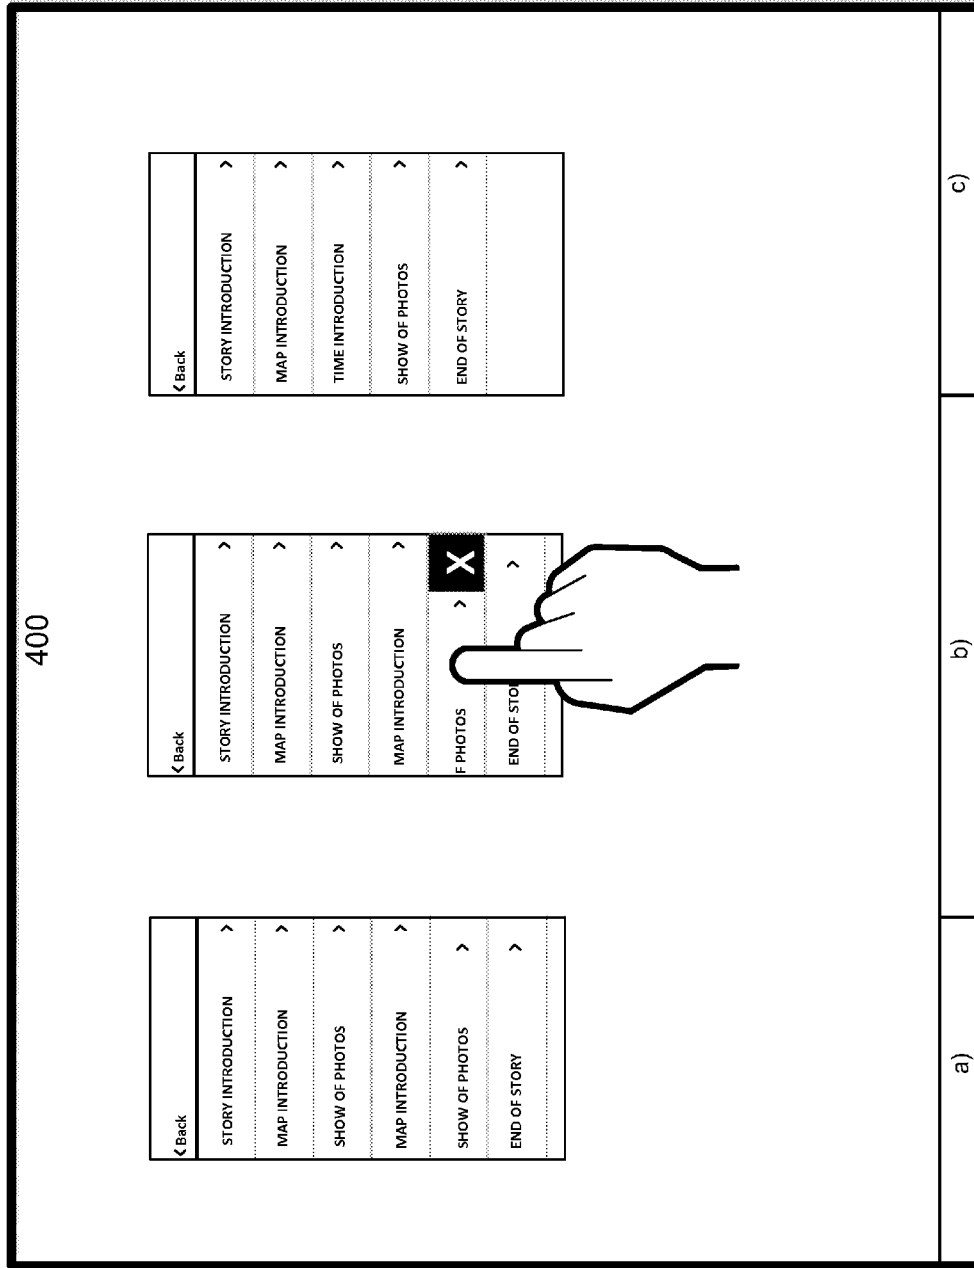 400
< Back
STORY INTRODUCTION >
MAP INTRODUCTION >
SHOW OF PHOTOS >
MAP INTRODUCTION >
SHOW OF PHOTOS >
END OF STORY >
a)
< Back
STORY INTRODUCTION >
MAP INTRODUCTION >
SHOW OF PHOTOS >
MAP INTRODUCTION >
F PHOTOS > X
END OF STO >
b)
< Back
STORY INTRODUCTION >
MAP INTRODUCTION >
TIME INTRODUCTION >
SHOW OF PHOTOS >
END OF STORY >
c)